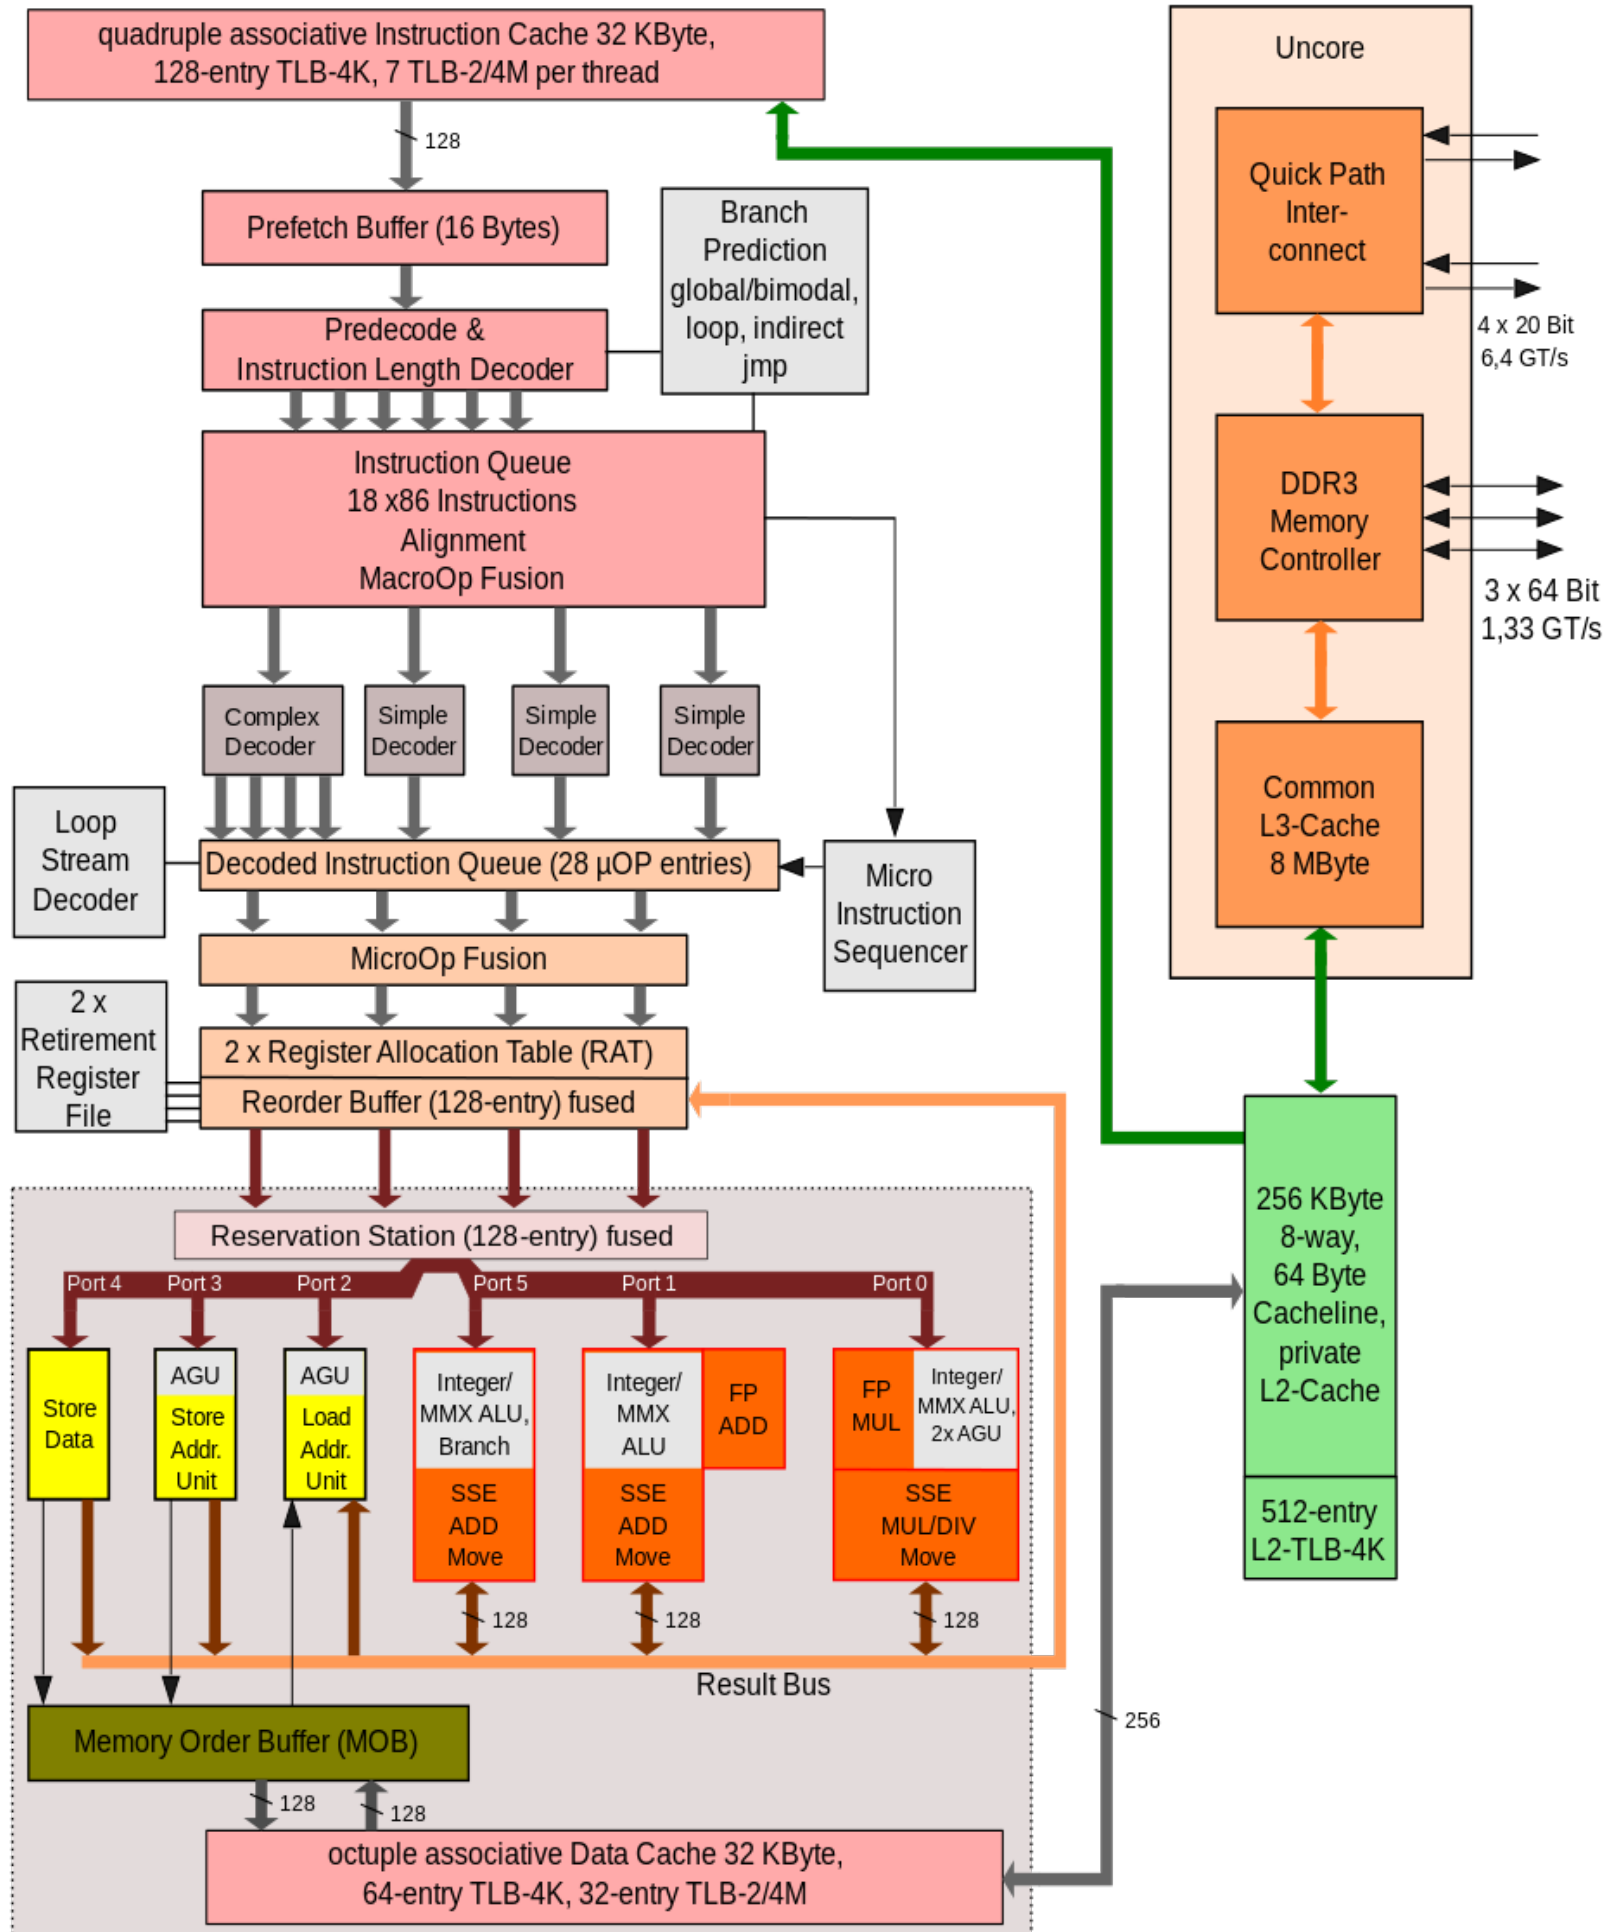 quadruple associative Instruction Cache 32 KByte,
128-entry TLB-4K, 7 TLB-2/4M per thread
128
Prefetch Buffer (16 Bytes)
Predecode &
Instruction Length Decoder
Branch
Prediction
global/bimodal,
loop, indirect
jmp
Instruction Queue
18 x86 Instructions
Alignment
MacroOp Fusion
Complex
Decoder
Simple
Decoder
Simple
Decoder
Simple
Decoder
Loop
Stream
Decoder
Decoded Instruction Queue (28 µOP entries)
Micro
Instruction
Sequencer
MicroOp Fusion
2 x
Retirement
Register
File
2 x Register Allocation Table (RAT)
Reorder Buffer (128-entry) fused
Reservation Station (128-entry) fused
Port 4
Port 3
Port 2
Port 5
Port 1
Port 0
Store
Data
AGU
Store
Addr.
Unit
AGU
Load
Addr.
Unit
Integer/
MMX ALU,
Branch
SSE
ADD
Move
Integer/
MMX
ALU
FP
ADD
SSE
ADD
Move
FP
MUL
Integer/
MMX ALU,
2x AGU
SSE
MUL/DIV
Move
128
128
128
Result Bus
Memory Order Buffer (MOB)
128
128
octuple associative Data Cache 32 KByte,
64-entry TLB-4K, 32-entry TLB-2/4M
256
Uncore
Quick Path
Inter-
connect
4 x 20 Bit
6,4 GT/s
DDR3
Memory
Controller
3 x 64 Bit
1,33 GT/s
Common
L3-Cache
8 MByte
256 KByte
8-way,
64 Byte
Cacheline,
private
L2-Cache
512-entry
L2-TLB-4K